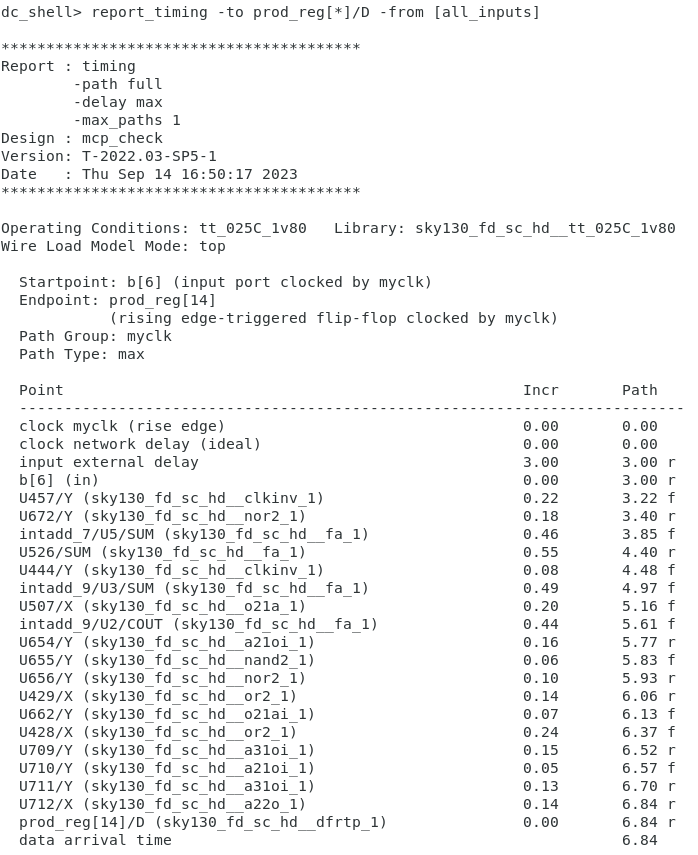 dc_shell> report_timing -to prod_reg[*]/D -from [all_inputs]
****************************************
Report : timing
-path full
-delay max
-max_paths 1
Design : mcp_check
Version: T-2022.03-SP5-1
Date   : Thu Sep 14 16:50:17 2023
****************************************
Operating Conditions: tt_025C_1v80   Library: sky130_fd_sc_hd__tt_025C_1v80
Wire Load Model Mode: top
Startpoint: b[6] (input port clocked by myclk)
Endpoint: prod_reg[14]
(rising edge-triggered flip-flop clocked by myclk)
Path Group: myclk
Path Type: max
Point Incr Path
--------------------------------------------------------------------------
clock myclk (rise edge) 0.00 0.00
clock network delay (ideal) 0.00 0.00
input external delay 3.00 3.00 r
b[6] (in) 0.00 3.00 r
U457/Y (sky130_fd_sc_hd__clkinv_1) 0.22 3.22 f
U672/Y (sky130_fd_sc_hd__nor2_1) 0.18 3.40 r
intadd_7/U5/SUM (sky130_fd_sc_hd__fa_1) 0.46 3.85 f
U526/SUM (sky130_fd_sc_hd__fa_1) 0.55 4.40 r
U444/Y (sky130_fd_sc_hd__clkinv_1) 0.08 4.48 f
intadd_9/U3/SUM (sky130_fd_sc_hd__fa_1) 0.49 4.97 f
U507/X (sky130_fd_sc_hd__o21a_1) 0.20 5.16 f
intadd_9/U2/COUT (sky130_fd_sc_hd__fa_1) 0.44 5.61 f
U654/Y (sky130_fd_sc_hd__a21oi_1) 0.16 5.77 r
U655/Y (sky130_fd_sc_hd__nand2_1) 0.06 5.83 f
U656/Y (sky130_fd_sc_hd__nor2_1) 0.10 5.93 r
U429/X (sky130_fd_sc_hd__or2_1) 0.14 6.06 r
U662/Y (sky130_fd_sc_hd__o21ai_1) 0.07 6.13 f
U428/X (sky130_fd_sc_hd__or2_1) 0.24 6.37 f
U709/Y (sky130_fd_sc_hd__a31oi_1) 0.15 6.52 r
U710/Y (sky130_fd_sc_hd__a21oi_1) 0.05 6.57 f
U711/Y (sky130_fd_sc_hd__a31oi_1) 0.13 6.70 r
U712/X (sky130_fd_sc_hd__a22o_1) 0.14 6.84 r
prod_reg[14]/D (sky130_fd_sc_hd__dfrtp_1) 0.00 6.84 r
data arrival time 6.84